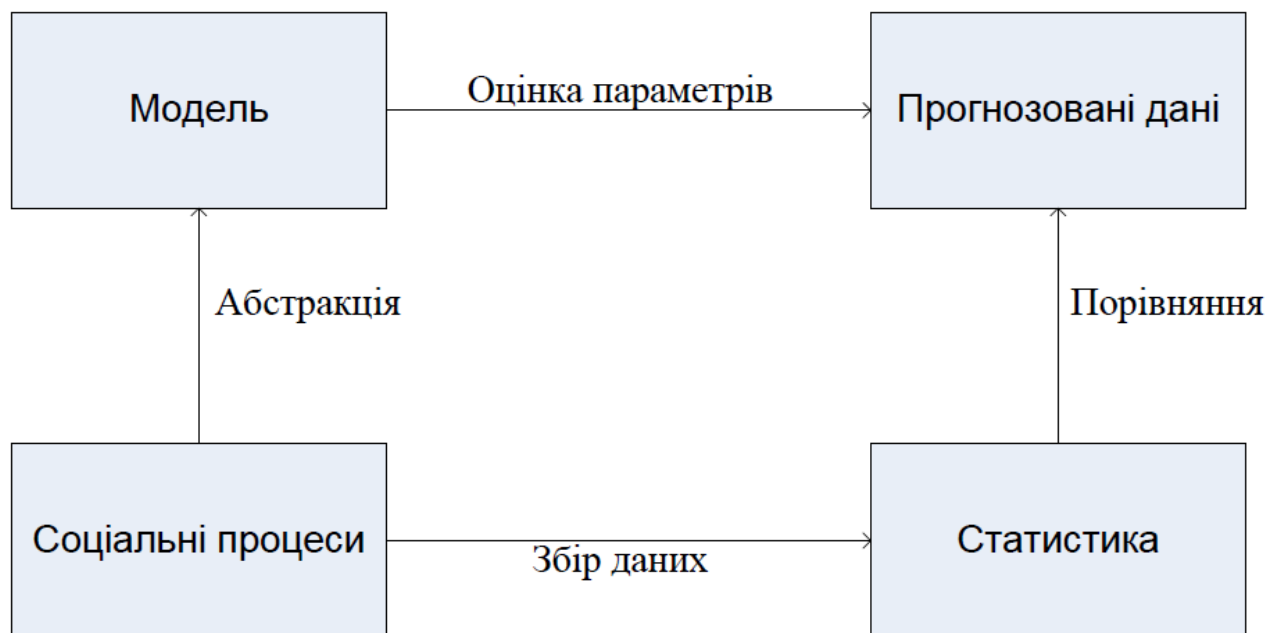 Модель
Оцінка параметрів
Прогнозовані дані
Абстракція
Порівняння
Соціальні процеси
Збір даних
Статистика